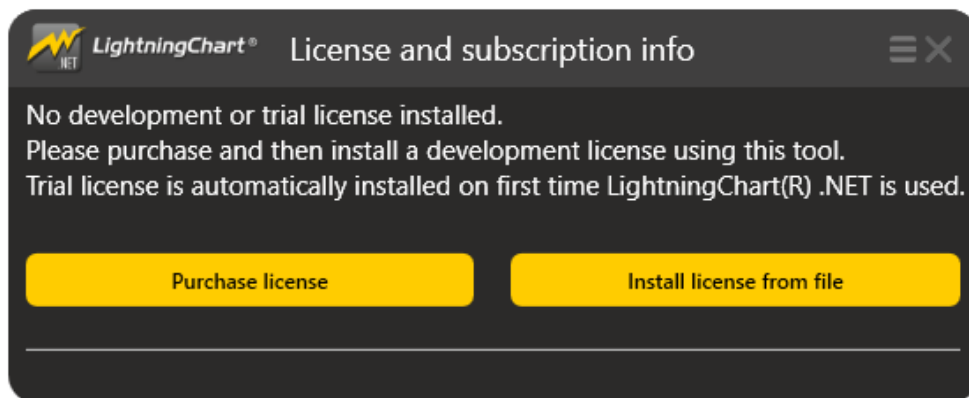 .NET LightningChart® License and subscription info
No development or trial license installed.
Please purchase and then install a development license using this tool.
Trial license is automatically installed on first time LightningChart(R) .NET is used.
Purchase license Install license from file